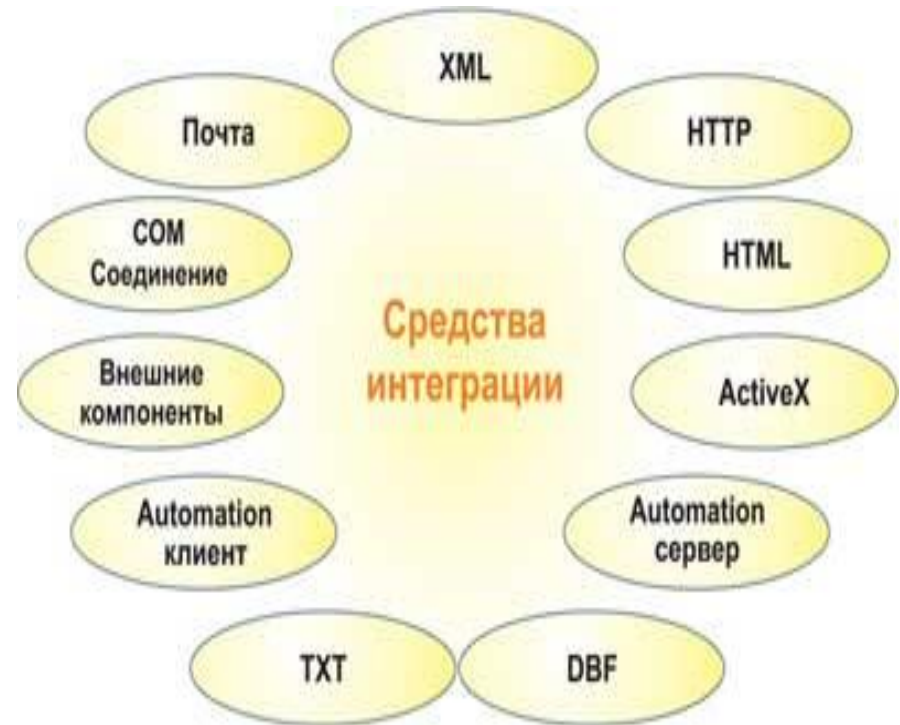 XML
Почта
HTTP
COM
Соединение
HTML
Средства
интеграции
Внешние
компоненты
ActiveX
Automation
клиент
Automation
сервер
TXT
DBF